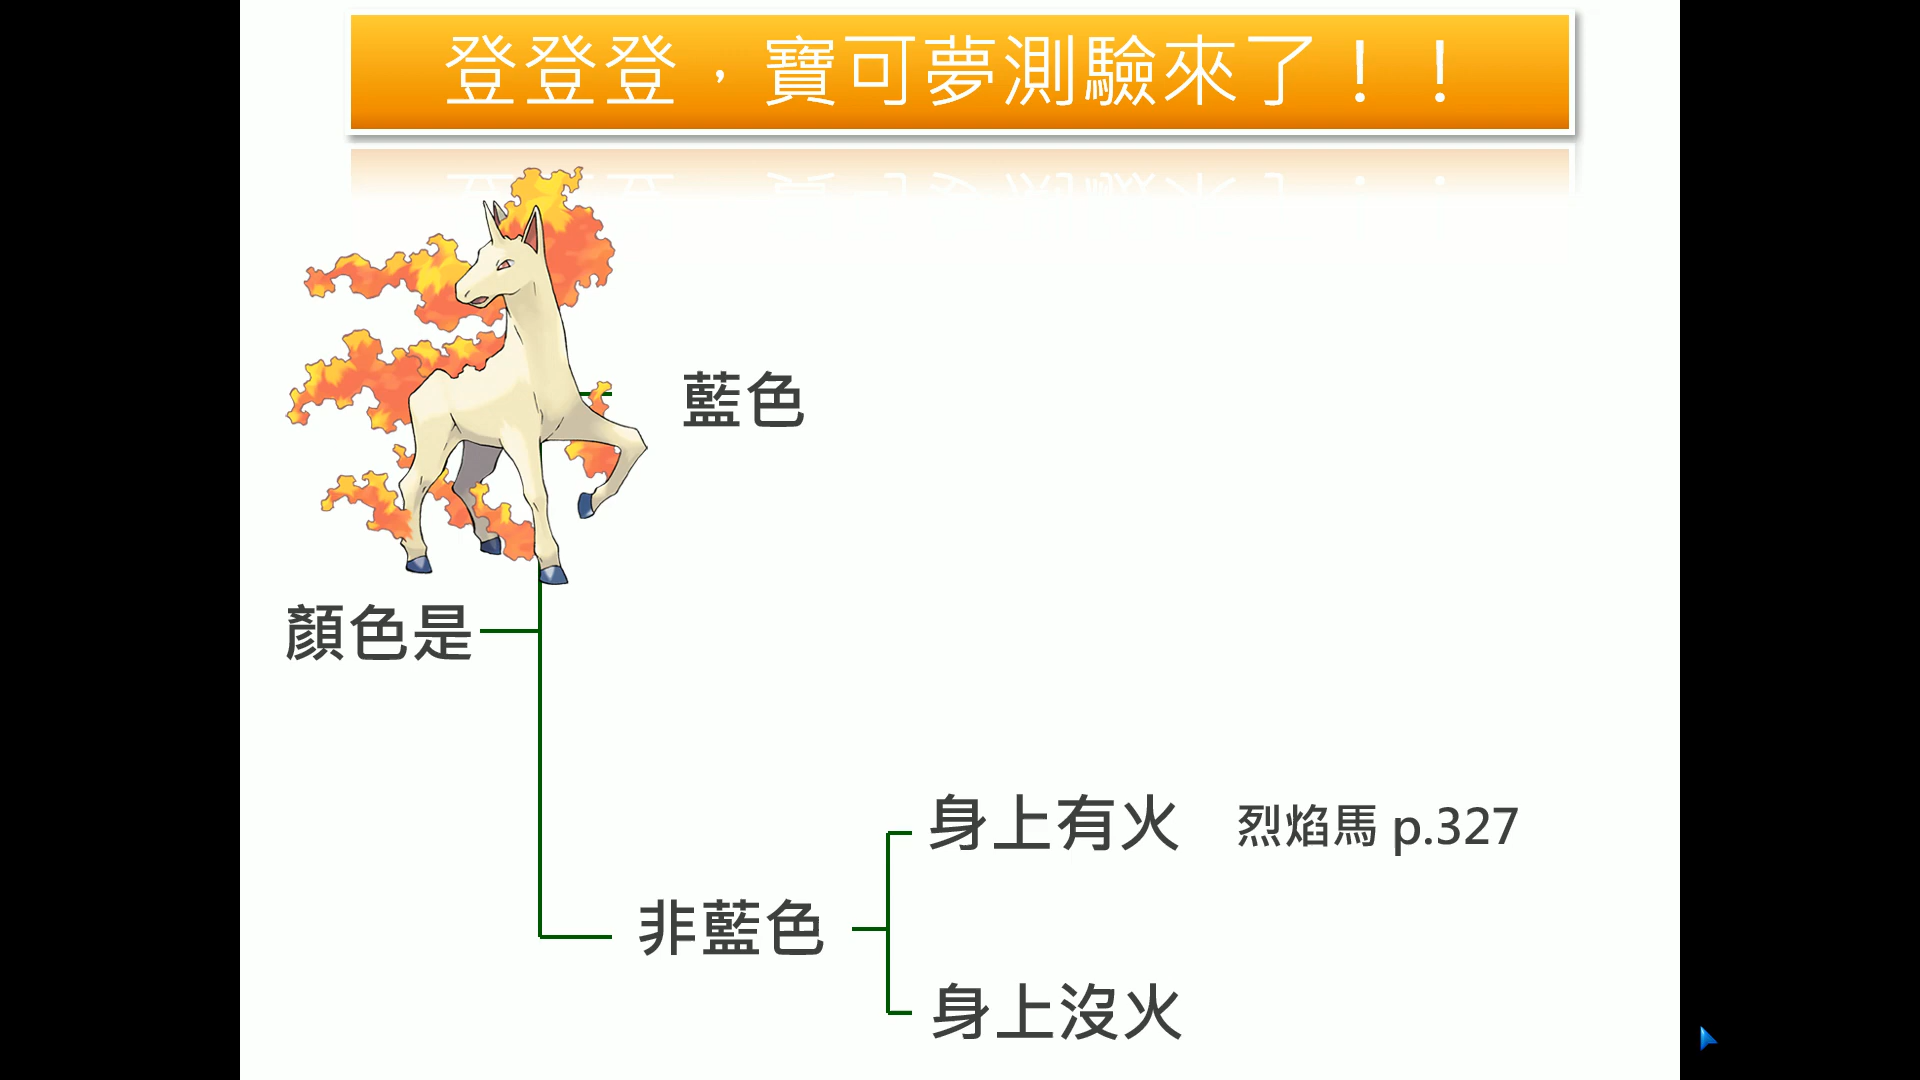 登登登，寶可夢測驗來了！！
藍色
顏色是
身上有火 烈焰馬 p.327
非藍色
身上沒火